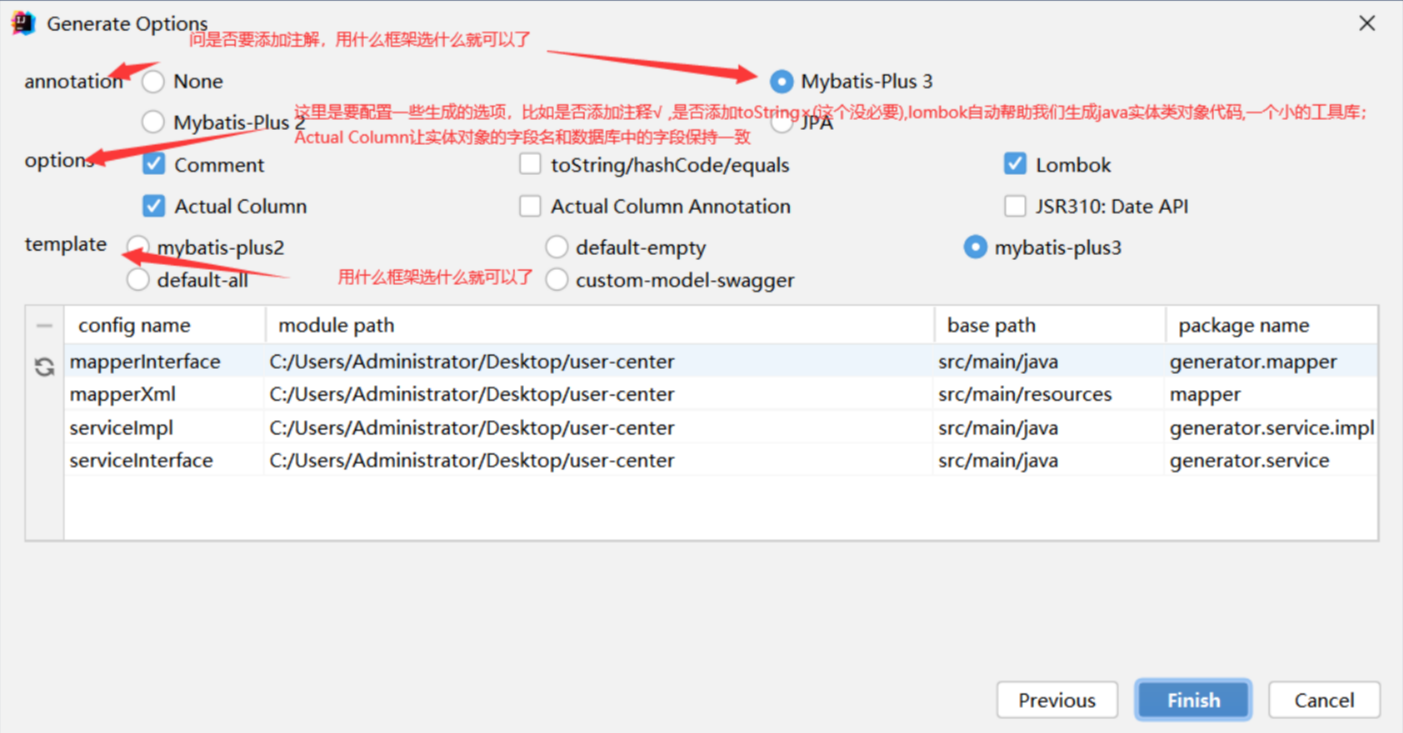 Generate Options
问是否要添加注解，用什么框架选什么就可以了
annotation None Mybatis-Plus 3
这里是要配置一些生成的选项，比如是否添加注释√ ,是否添加toString×(这个没必要),lombok自动帮助我们生成java实体类对象代码,一个小的工具库;
Mybatis-Plus 2 JPA
Actual Column让实体对象的字段名和数据库中的字段保持一致
options Comment toString/hashCode/equals Lombok
Actual Column Actual Column Annotation JSR310: Date API
template mybatis-plus2 default-empty mybatis-plus3
default-all 用什么框架选什么就可以了 custom-model-swagger
config name module path base path package name
mapperInterface C:/Users/Administrator/Desktop/user-center src/main/java generator.mapper
mapperXml C:/Users/Administrator/Desktop/user-center src/main/resources mapper
serviceImpl C:/Users/Administrator/Desktop/user-center src/main/java generator.service.impl
serviceInterface C:/Users/Administrator/Desktop/user-center src/main/java generator.service
Previous Finish Cancel